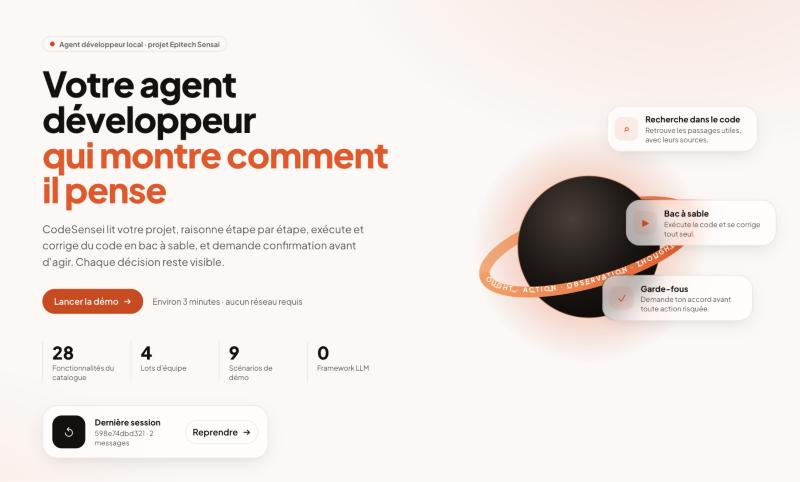 Agent développeur local · projet Epitech Sensai
Votre agent
développeur
qui montre comment
il pense
CodeSensei lit votre projet, raisonne étape par étape, exécute et
corrige du code en bac à sable, et demande confirmation avant
d'agir. Chaque décision reste visible.
Lancer la démo →
Environ 3 minutes · aucun réseau requis
28
Fonctionnalités du
catalogue
4
Lots d'équipe
9
Scénarios de
démo
0
Framework LLM
Dernière session
598e74dbd321 · 2
messages
Reprendre →
Recherche dans le code
Retrouve les passages utiles,
avec leurs sources.
Bac à sable
Exécute le code et se corrige
tout seul.
ACTION · OBSERVATION ·
Garde-fous
Demande ton accord avant
toute action risquée.